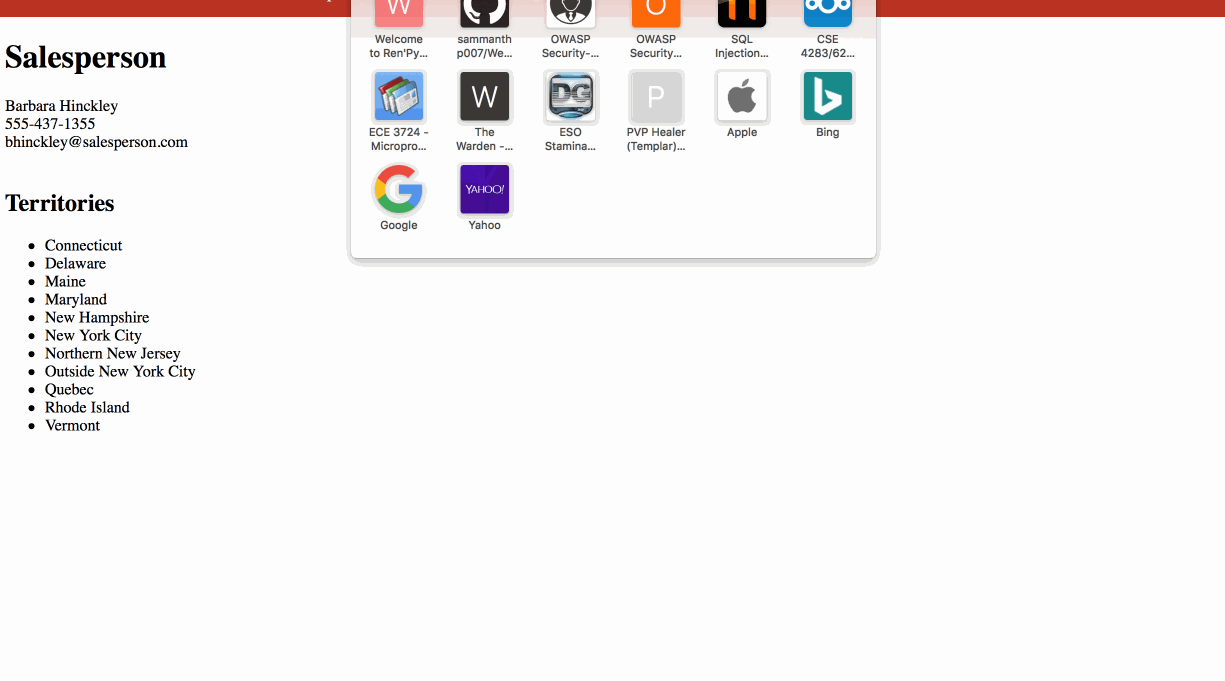 Salesperson
Barbara Hinckley
555-437-1355
bhinckley@salesperson.com
Territories
Connecticut
Delaware
Maine
Maryland
New Hampshire
New York City
Northern New Jersey
Outside New York City
Quebec
Rhode Island
Vermont
W
O
Welcome
to Ren'Py...
sammanth
p007/We...
OWASP
Security-...
OWASP
Security...
SQL
Injection...
CSE
4283/62...
W
DG
P
ECE 3724 -
Micropro...
The
Warden -...
ESO
Stamina...
PVP Healer
(Templar)...
Apple
Bing
YAHOO!
Google
Yahoo